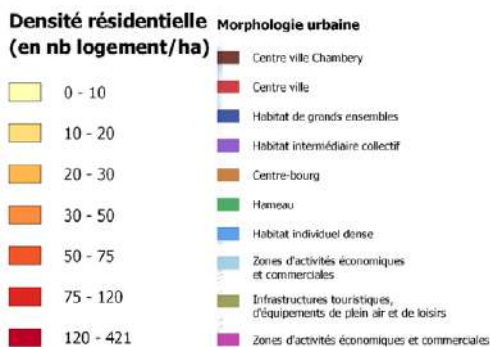 Densité résidentielle
(en nb logement/ha)
0 - 10
10 - 20
20 - 30
30 - 50
50 - 75
75 - 120
120 - 421
Morphologie urbaine
Centre ville Chambery
Centre ville
Habitat de grands ensembles
Habitat intermédiaire collectif
Centre-bourg
Hameau
Habitat individuel dense
Zones d'activités économiques
et commerciales
Infrastructures touristiques,
d'équipements de plein air et de loisirs
Zones d'activités économiques et commerciales